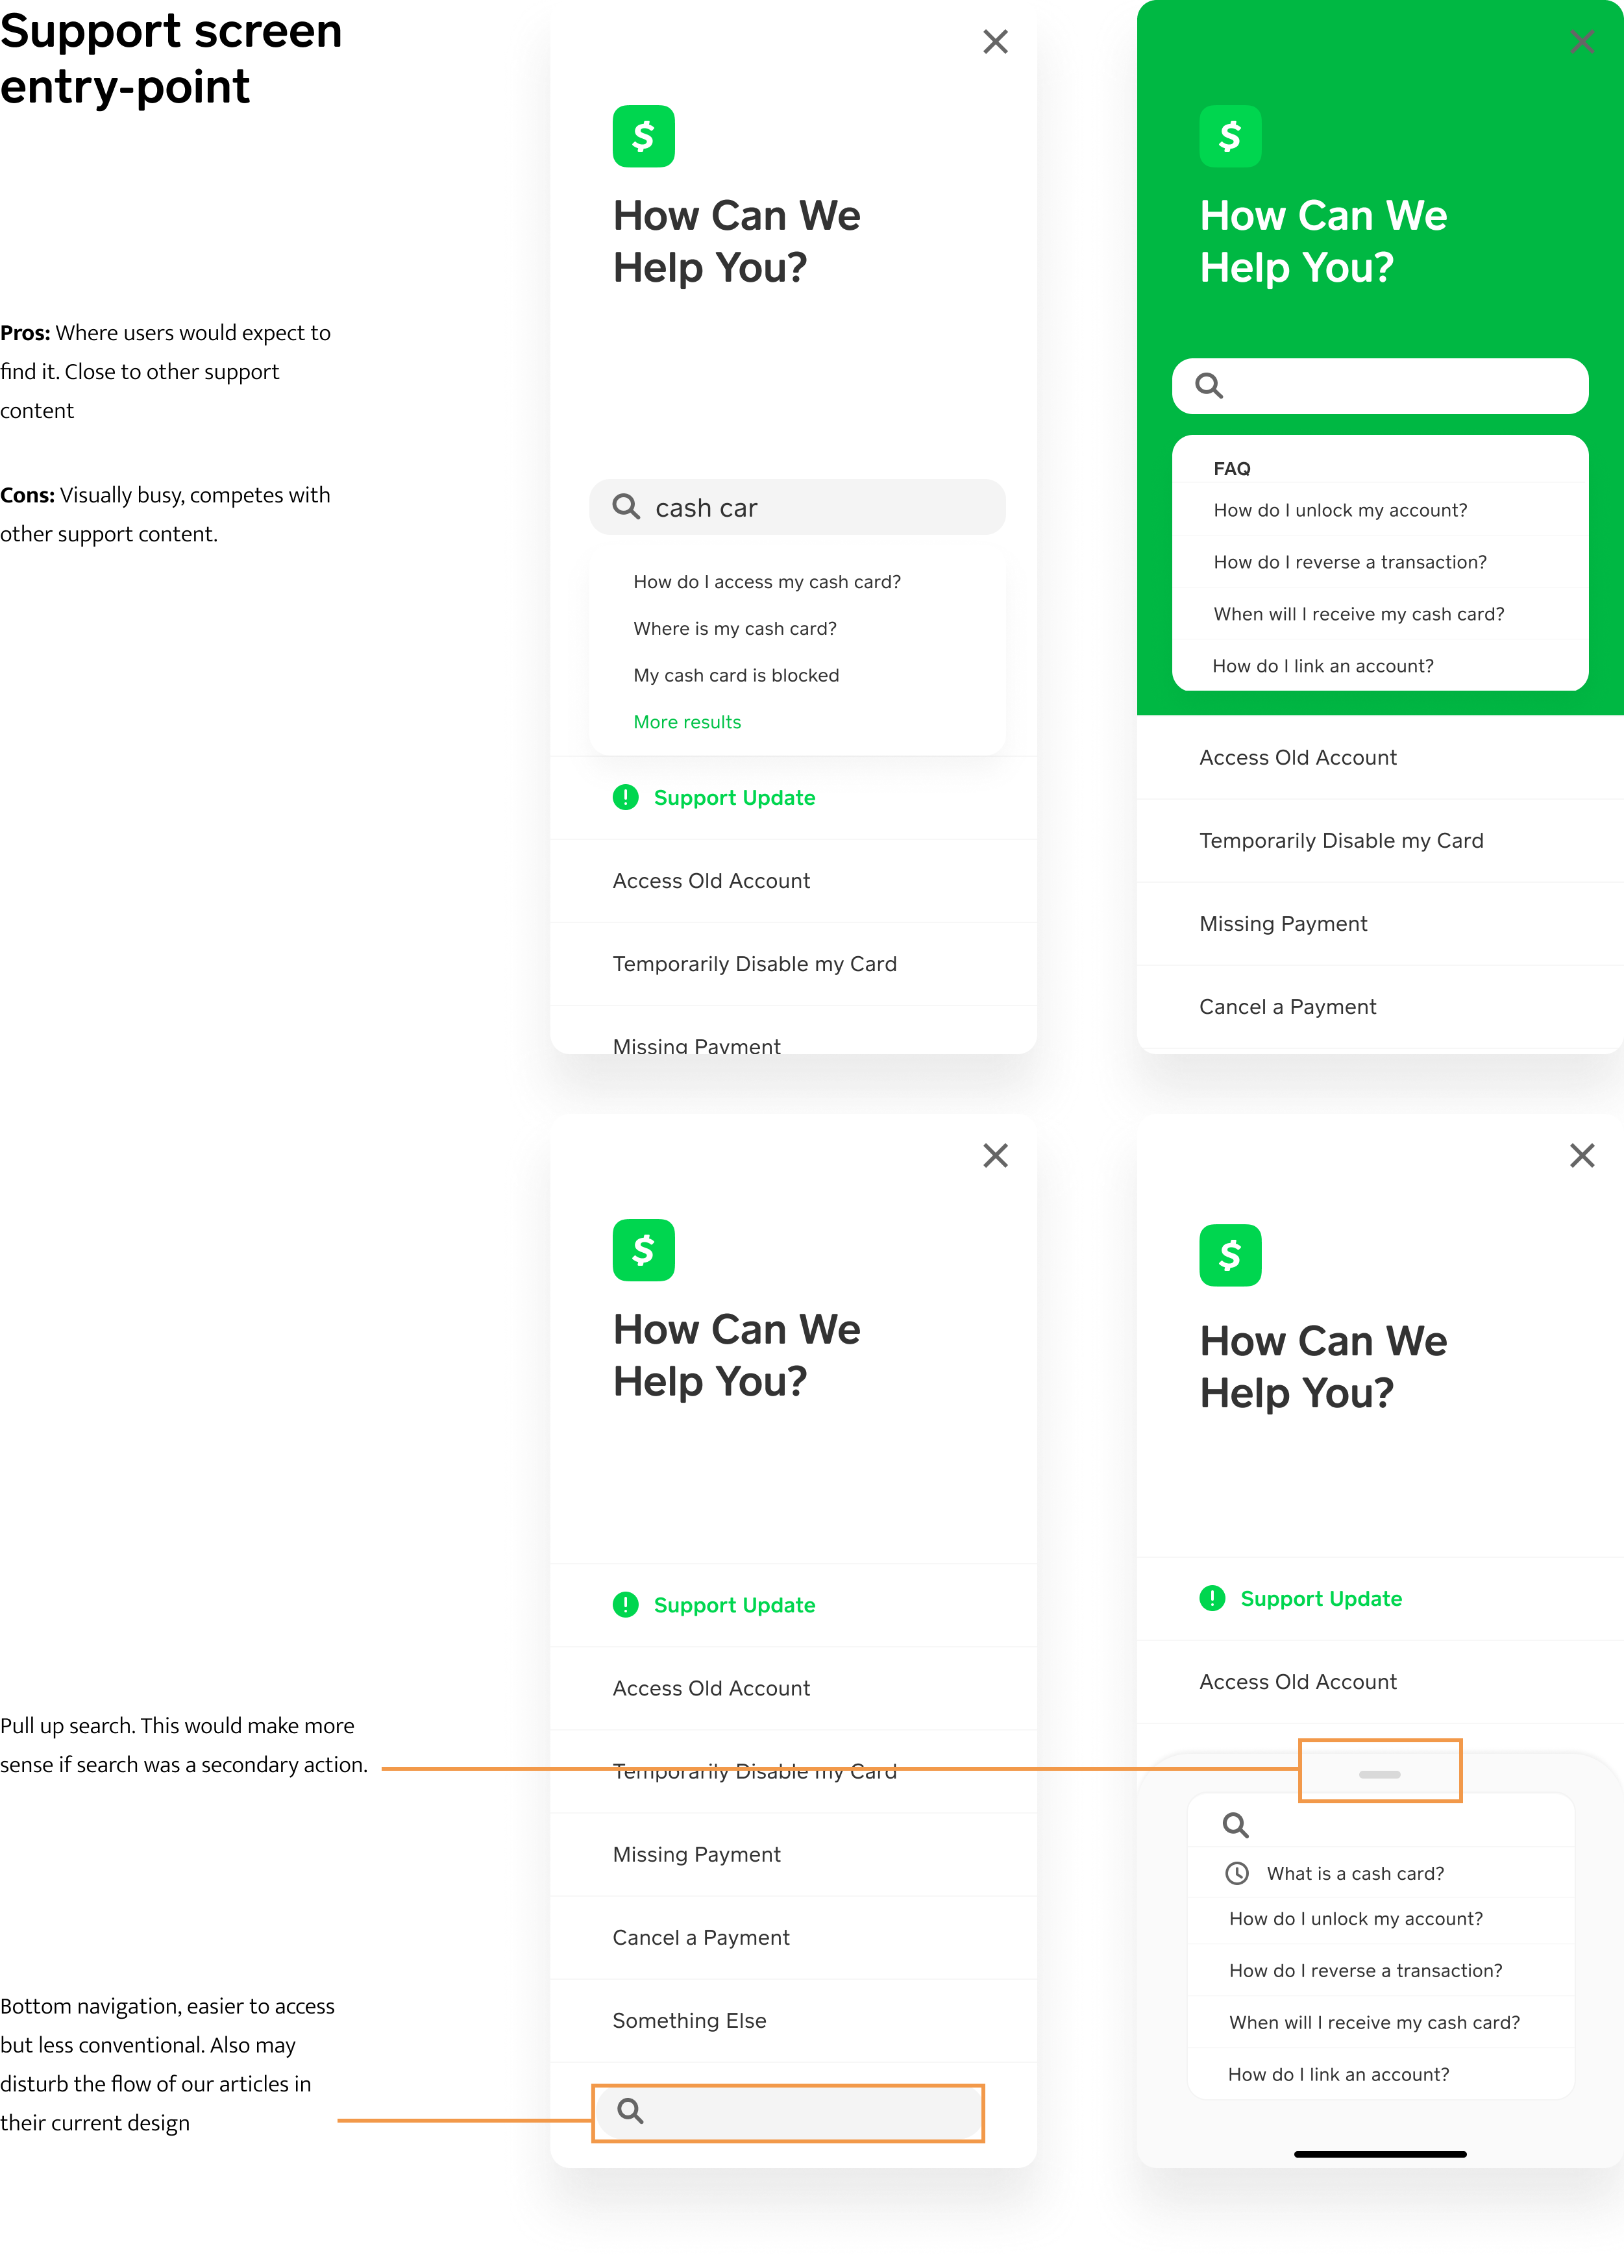 Support screen
entry-point
Pros: Where users would expect to
find it. Close to other support
content
Cons: Visually busy, competes with
other support content.
$
How Can We
Help You?
cash car
How do I access my cash card?
Where is my cash card?
My cash card is blocked
More results
Support Update
Access Old Account
Temporarily Disable my Card
Missing Payment
$
How Can We
Help You?
FAQ
How do I unlock my account?
How do I reverse a transaction?
When will I receive my cash card?
How do I link an account?
Access Old Account
Temporarily Disable my Card
Missing Payment
Cancel a Payment
Pull up search. This would make more
sense if search was a secondary action.
Bottom navigation, easier to access
but less conventional. Also may
disturb the flow of our articles in
their current design
$
How Can We
Help You?
Support Update
Access Old Account
Temporarily Disable my Card
Missing Payment
Cancel a Payment
Something Else
$
How Can We
Help You?
Support Update
Access Old Account
What is a cash card?
How do I unlock my account?
How do I reverse a transaction?
When will I receive my cash card?
How do I link an account?